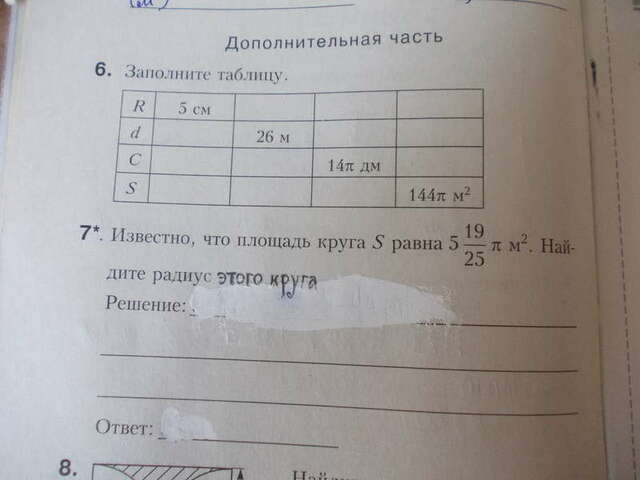 Дополнительная часть
6. Заполните таблицу.
R 5 см
d 26 м
C 14π дм
S 144π м²
7*. Известно, что площадь круга S равна 5 19/25 π м². Най-
дите радиус этого круга
Решение:
Ответ:
8.